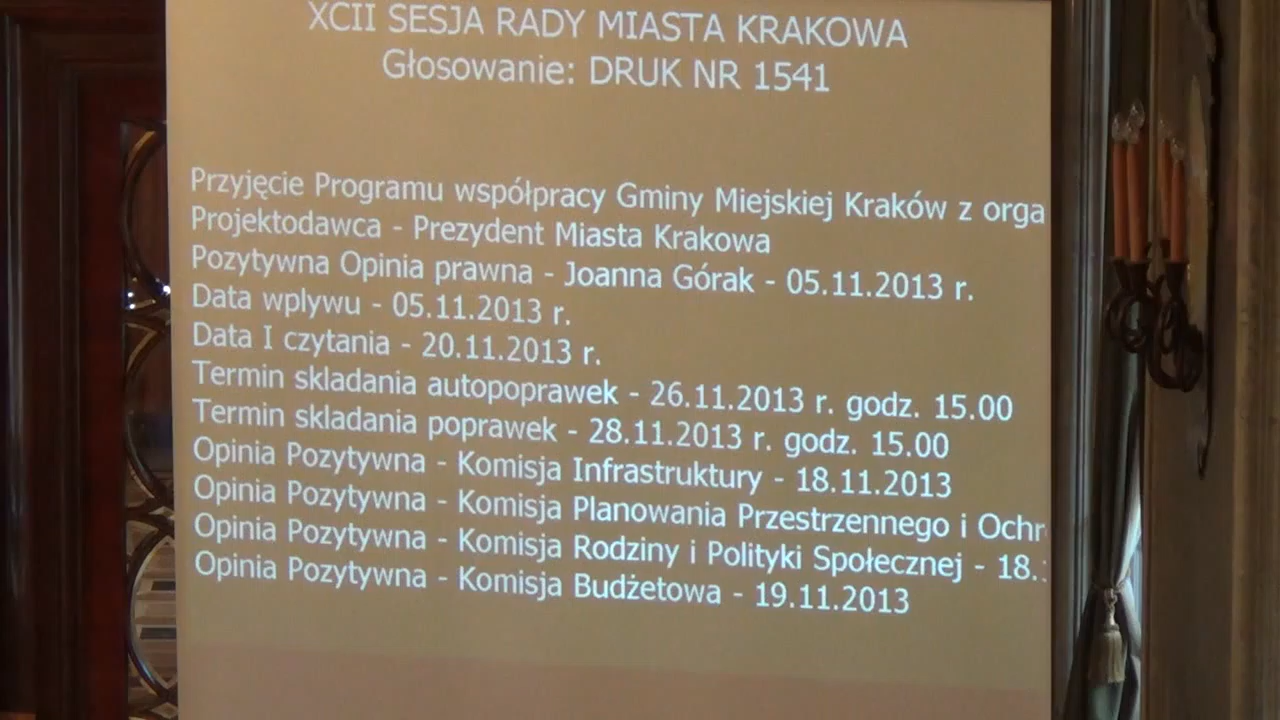 XCII SESJA RADY MIASTA KRAKOWA
Głosowanie: DRUK NR 1541
Przyjęcie Programu współpracy Gminy Miejskiej Kraków z orga
Projektodawca - Prezydent Miasta Krakowa
Pozytywna Opinia prawna - Joanna Górak - 05.11.2013 r.
Data wplywu - 05.11.2013 r.
Data I czytania - 20.11.2013 r.
Termin skladania autopoprawek - 26.11.2013 r. godz. 15.00
Termin skladania poprawek - 28.11.2013 r. godz. 15.00
Opinia Pozytywna - Komisja Infrastruktury - 18.11.2013
Opinia Pozytywna - Komisja Planowania Przestrzennego i Ochr
Opinia Pozytywna - Komisja Rodziny i Polityki Społecznej - 18.
Opinia Pozytywna - Komisja Budżetowa - 19.11.2013